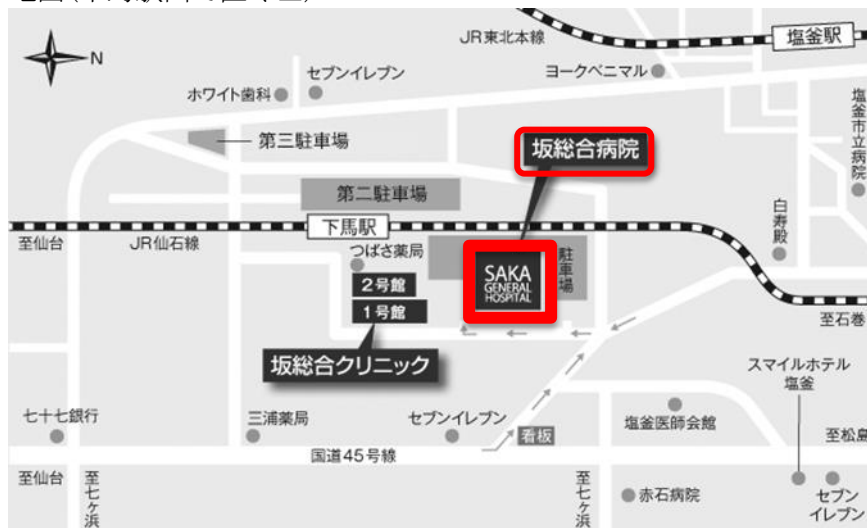 JR東北本線
塩釜駅
N
セブンイレブン
ヨークベニマル
ホワイト歯科
塩釜市立病院
第三駐車場
坂総合病院
第二駐車場
白寿殿
下馬駅
至仙台
JR仙石線
つばさ薬局
駐車場
SAKA
GENERAL
HOSPITAL
2号館
1号館
至石巻
坂総合クリニック
スマイルホテル
塩釜
七十七銀行
三浦薬局
セブンイレブン
塩釜医師会館
看板
至松島
国道45号線
至仙台
至七ヶ浜
至七ヶ浜
赤石病院
セブン
イレブン